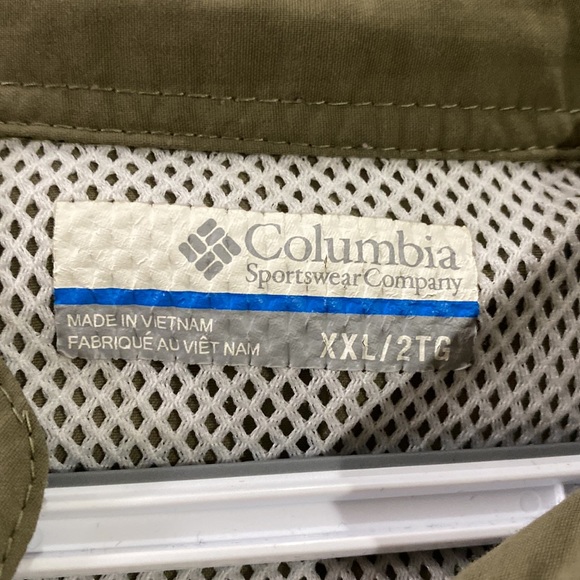 Columbia
Sportswear Company
MADE IN VIETNAM
FABRIQUÉ AU VIÊT NAM
XXL/2TG